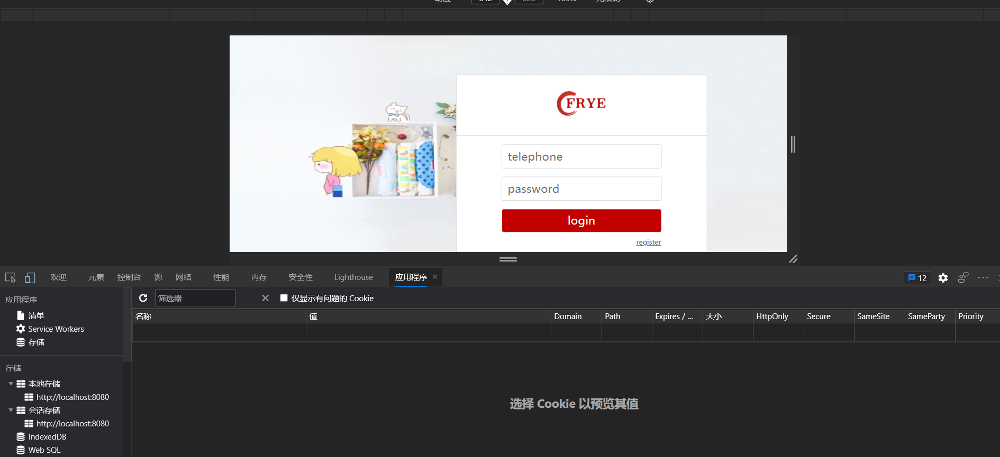 FRYE
telephone
password
login
register
欢迎 元素 控制台 源 网络 性能 内存 安全性 Lighthouse 应用程序 12
应用程序
筛选器 仅显示有问题的 Cookie
名称 值 Domain Path Expires / ... 大小 HttpOnly Secure SameSite SameParty Priority
清单
Service Workers
存储
存储
本地存储
http://localhost:8080
选择 Cookie 以预览其值
会话存储
http://localhost:8080
IndexedDB
Web SQL